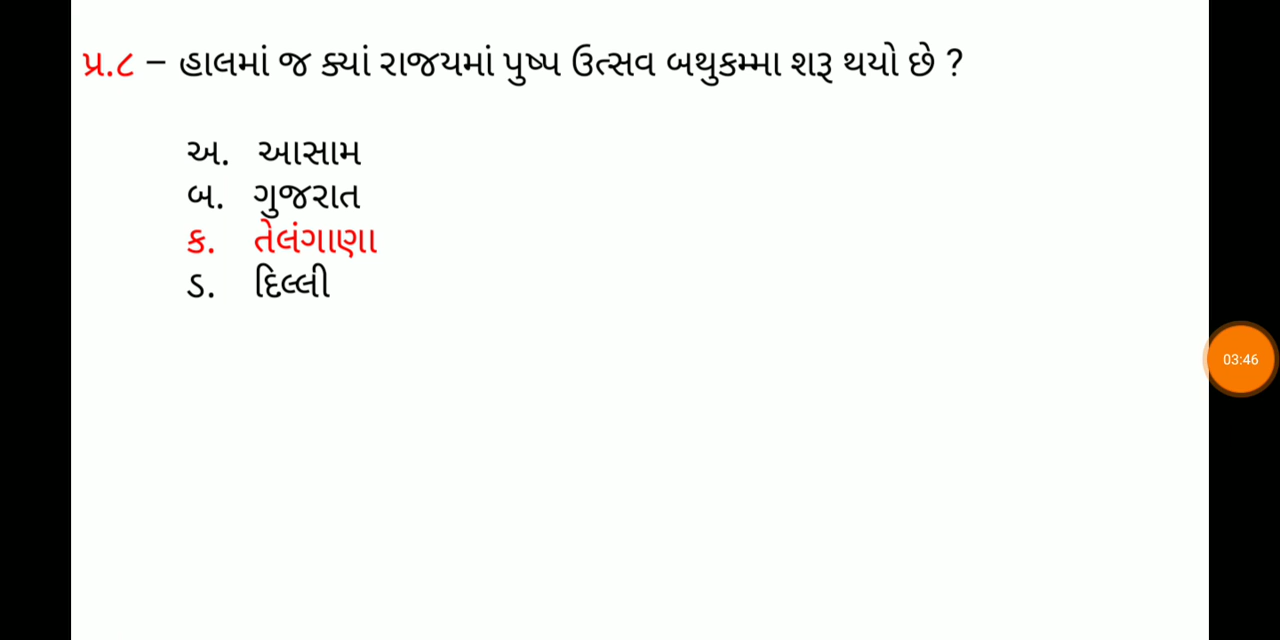 પ્ર.૮ – હાલમાં જ ક્યાં રાજયમાં પુષ્પ ઉત્સવ બથુકમ્મા શરૂ થયો છે ?
અ. આસામ
બ. ગુજરાત
ક. તેલંગાણા
ડ. દિલ્લી
03:46